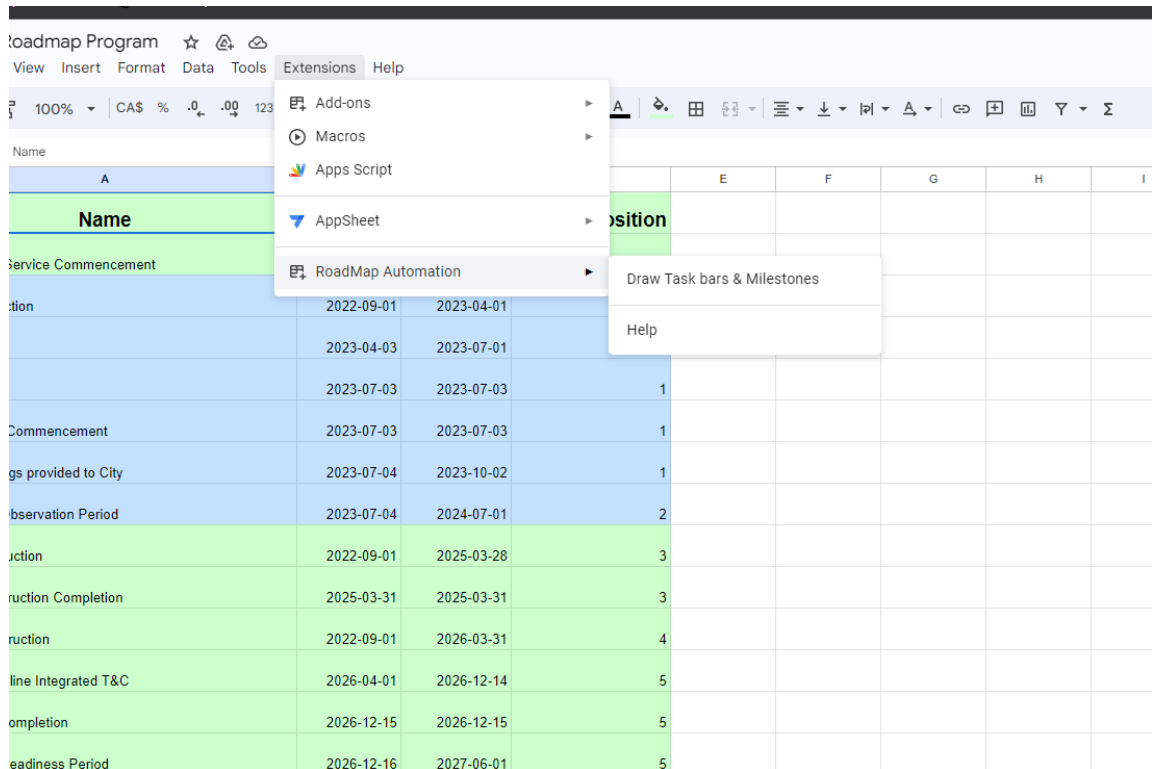 Roadmap Program
View Insert Format Data Tools Extensions Help
100% CA$ % .0 .00 123 A Σ
Add-ons
Macros
Apps Script
AppSheet
RoadMap Automation
Draw Task bars & Milestones
Help
Name
A E F G H I
Name osition
Service Commencement
ction 2022-09-01 2023-04-01
2023-04-03 2023-07-01
2023-07-03 2023-07-03 1
Commencement 2023-07-03 2023-07-03 1
gs provided to City 2023-07-04 2023-10-02 1
bservation Period 2023-07-04 2024-07-01 2
uction 2022-09-01 2025-03-28 3
ruction Completion 2025-03-31 2025-03-31 3
ruction 2022-09-01 2026-03-31 4
line Integrated T&C 2026-04-01 2026-12-14 5
ompletion 2026-12-15 2026-12-15 5
eadiness Period 2026-12-16 2027-06-01 5